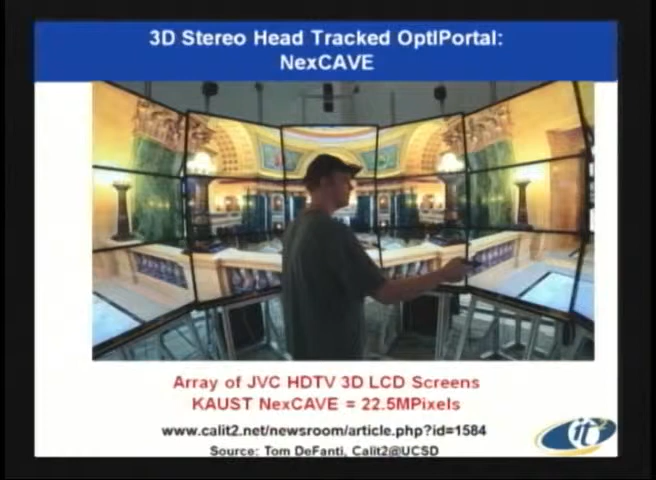 3D Stereo Head Tracked OptIPortal:
NexCAVE
Array of JVC HDTV 3D LCD Screens
KAUST NexCAVE = 22.5MPixels
www.calit2.net/newsroom/article.php?id=1584
Source: Tom DeFanti, Calit2@UCSD
it2